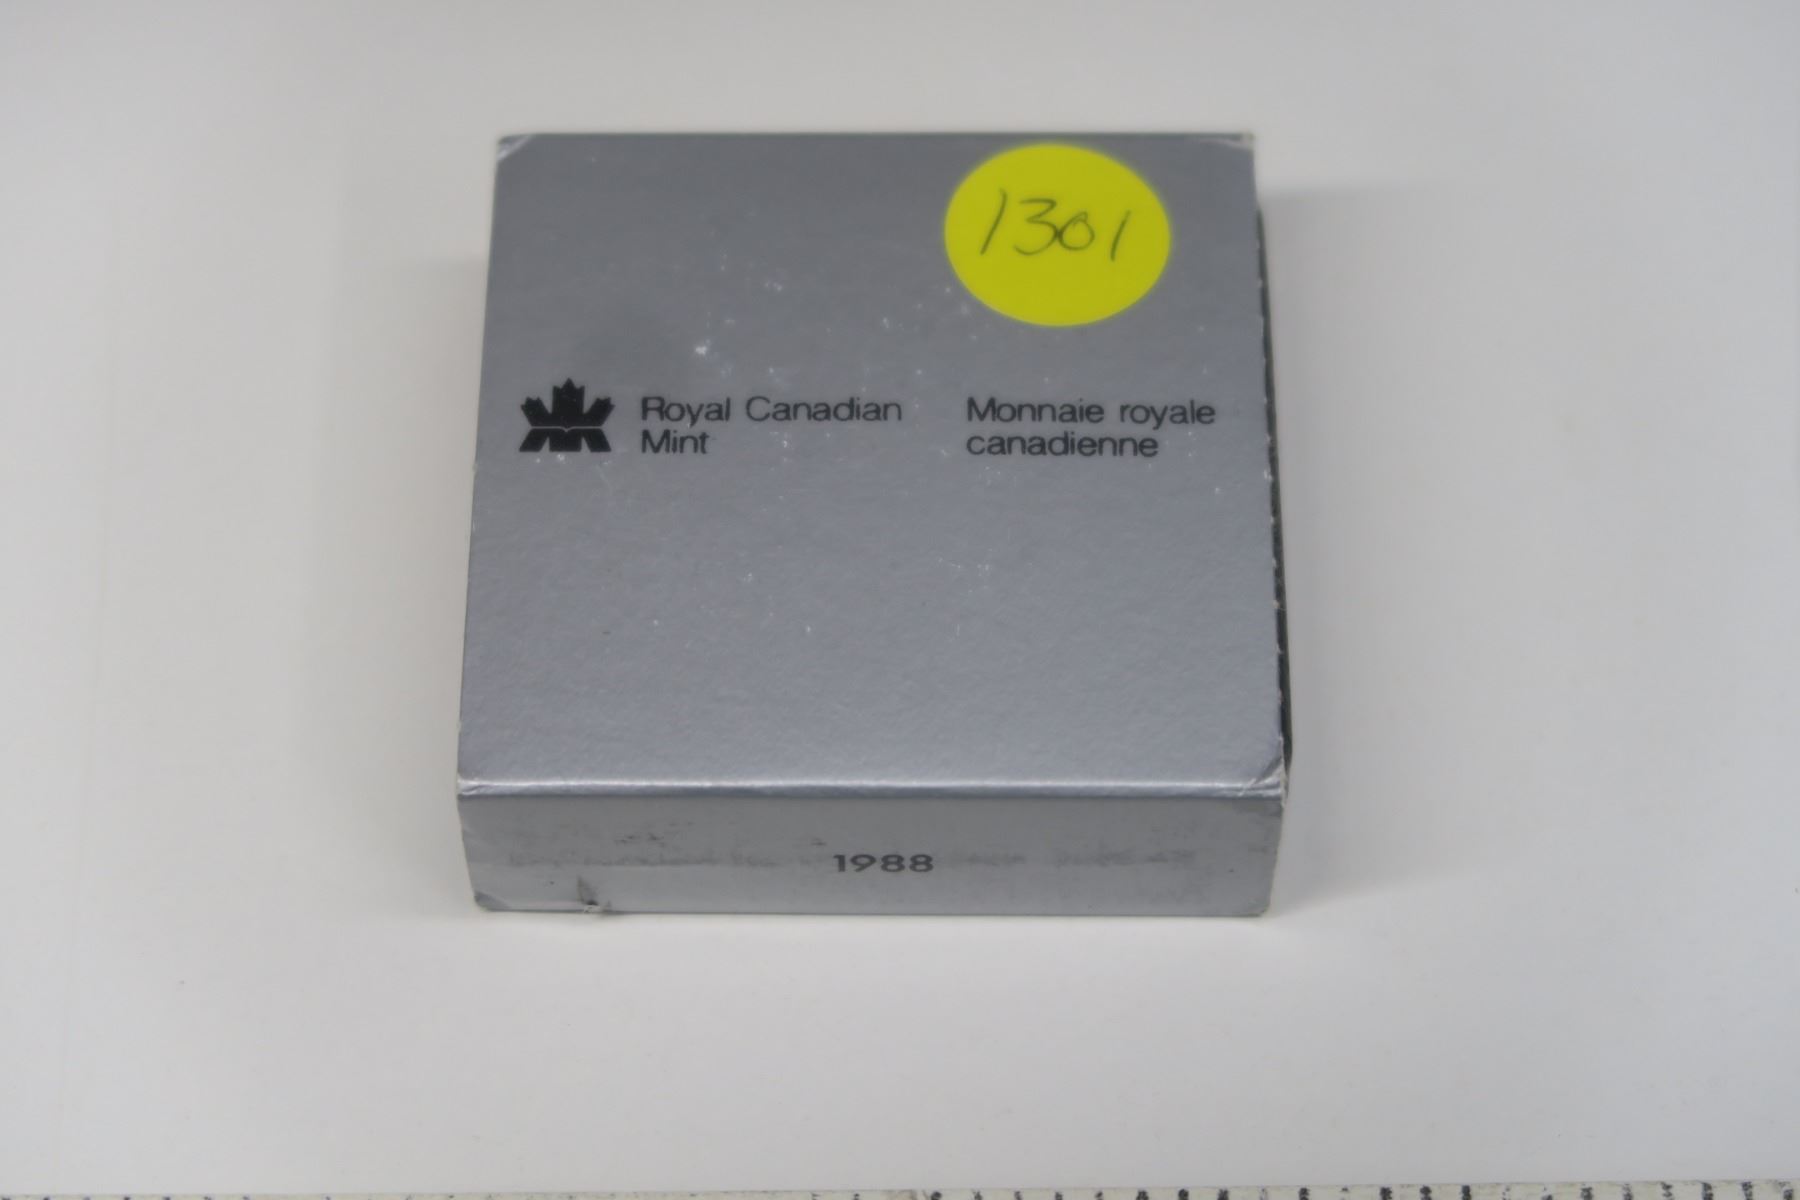 1301
Royal Canadian
Mint
Monnaie royale
canadienne
1988